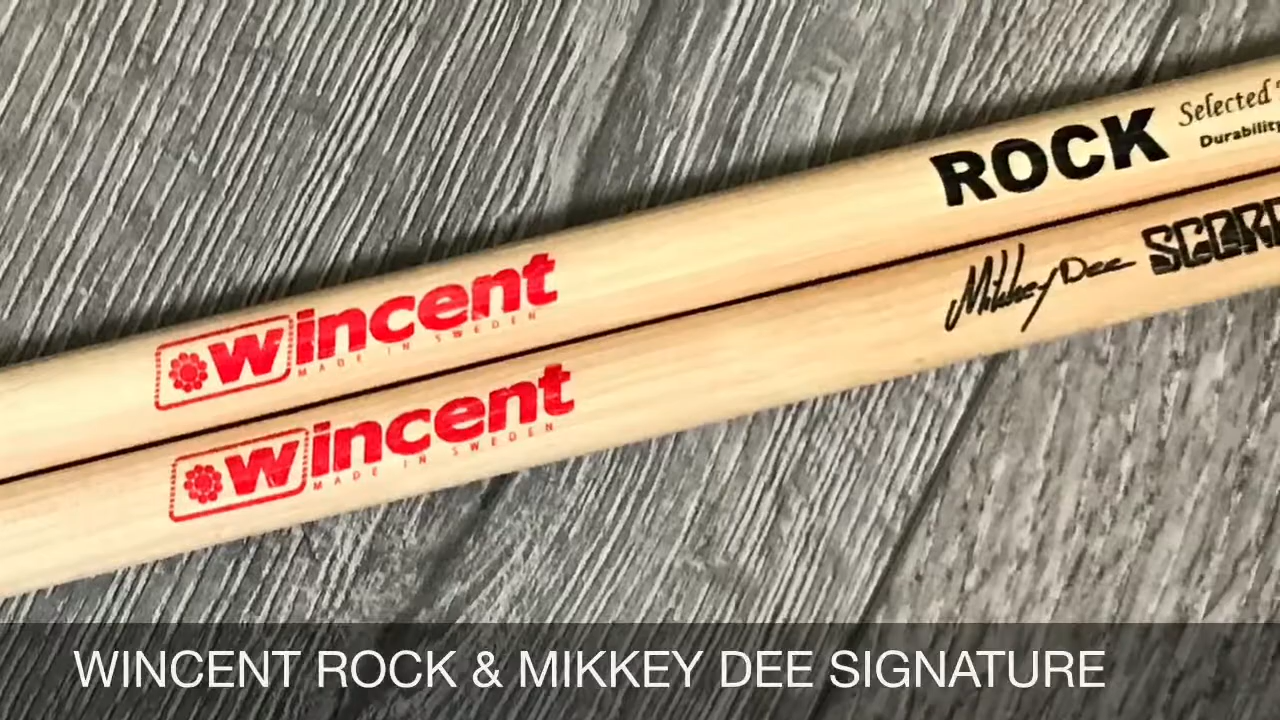 ROCK
Selected
Durability
wincent
MADE IN SWEDEN
Mikkey Dee
wincent
MADE IN SWEDEN
WINCENT ROCK & MIKKEY DEE SIGNATURE